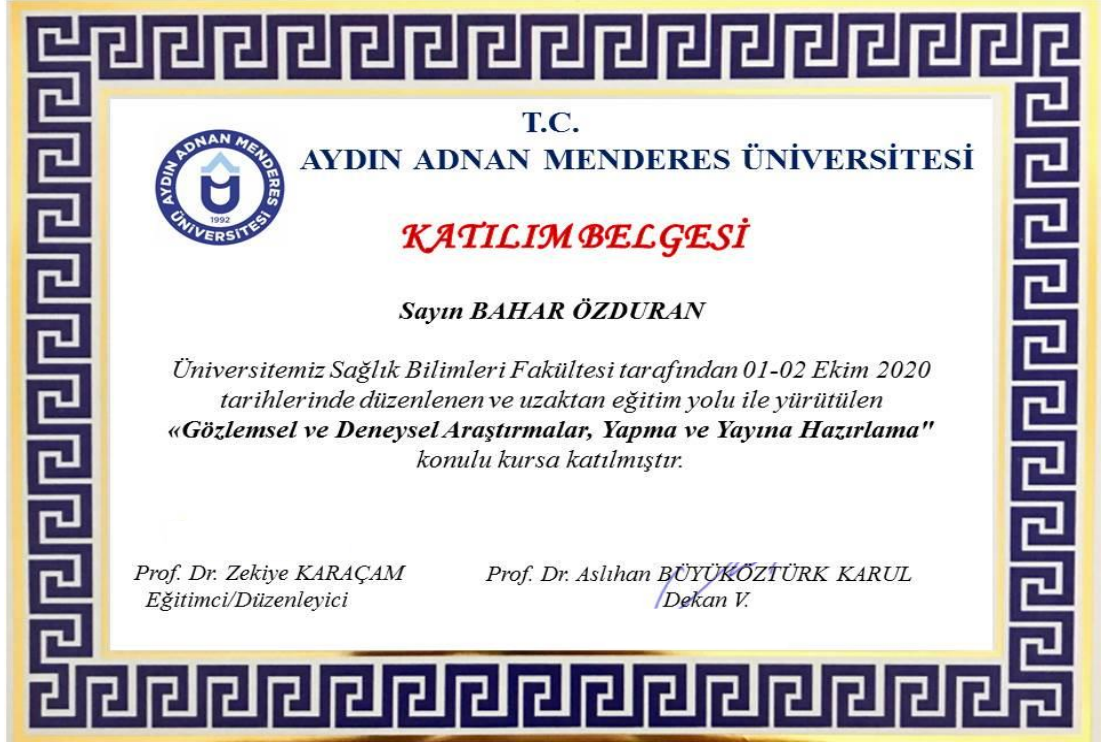 T.C.
AYDIN ADNAN MENDERES ÜNİVERSİTESİ
AYDIN ADNAN MENDERES ÜNİVERSİTESİ
1992
KATILIM BELGESİ
Sayın BAHAR ÖZDURAN
Üniversitemiz Sağlık Bilimleri Fakültesi tarafından 01-02 Ekim 2020
tarihlerinde düzenlenen ve uzaktan eğitim yolu ile yürütülen
«Gözlemsel ve Deneysel Araştırmalar, Yapma ve Yayına Hazırlama"
konulu kursa katılmıştır.
Prof. Dr. Zekiye KARAÇAM
Eğitimci/Düzenleyici
Prof. Dr. Aslıhan BÜYÜKÖZTÜRK KARUL
Dekan V.